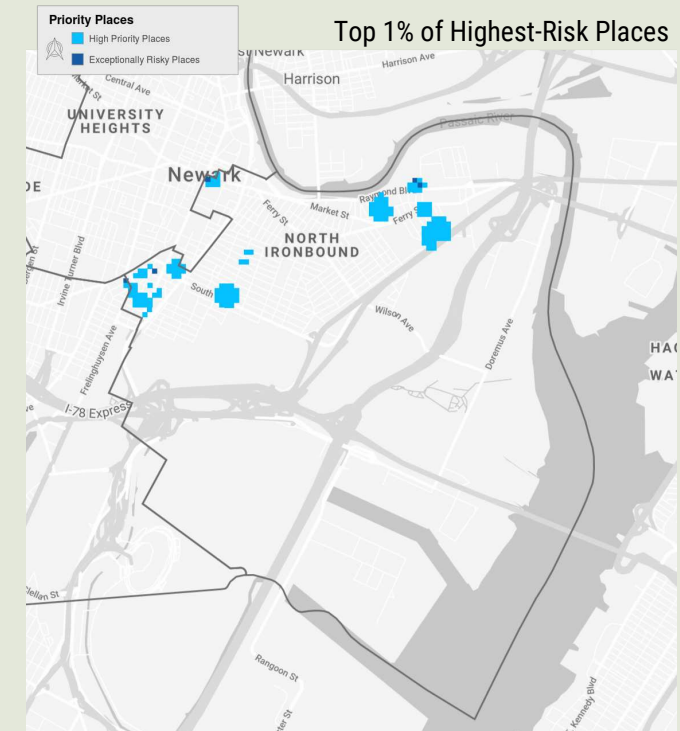 Priority Places
High Priority Places
Exceptionally Risky Places
Top 1% of Highest-Risk Places
Newark
Harrison Ave
Harrison
Central Ave
UNIVERSITY
HEIGHTS
Passaic River
Newark
Raymond
Market St
Ferry St
Ferry
NORTH
IRONBOUND
Irvine Turner Blvd
South
Wilson Ave
Doremus Ave
Frelinghuysen Ave
I-78 Express
Rangoon St
Kennedy Blvd